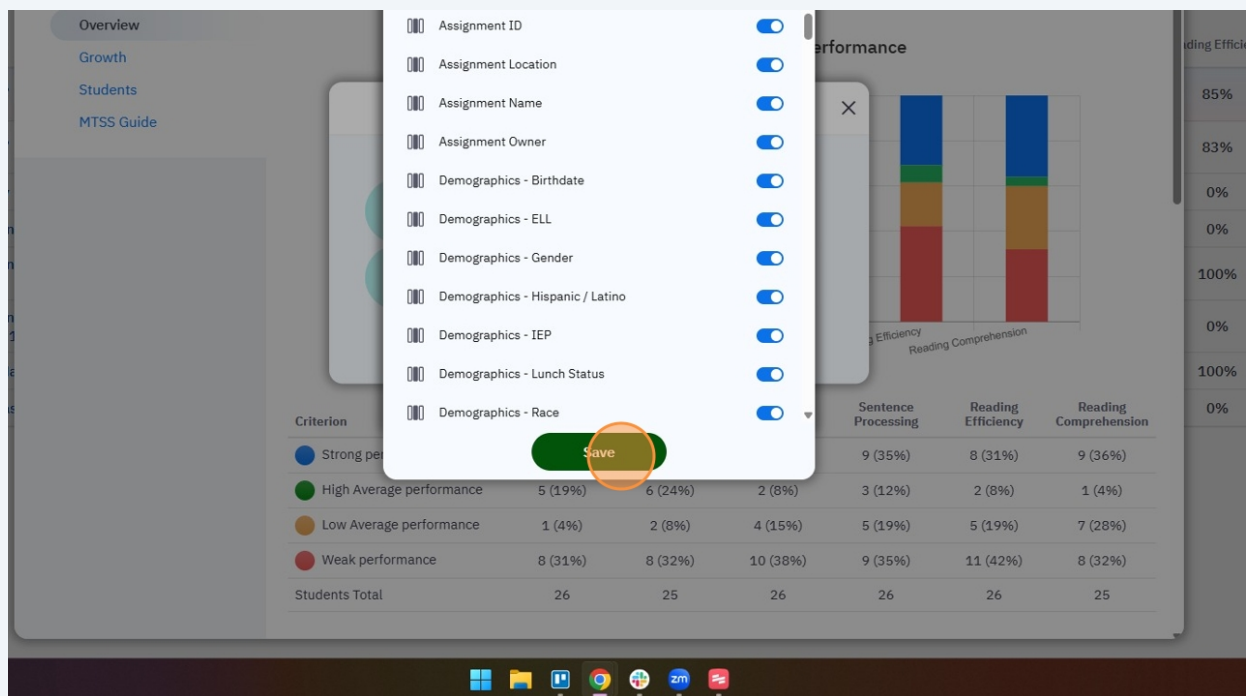 Overview
Growth
Students
MTSS Guide
Assignment ID
Assignment Location
Assignment Name
Assignment Owner
Demographics - Birthdate
Demographics - ELL
Demographics - Gender
Demographics - Hispanic / Latino
Demographics - IEP
Demographics - Lunch Status
Demographics - Race
Save
Efficiency
Reading Comprehension
85%
83%
0%
0%
100%
0%
100%
0%
Criterion Sentence Processing Reading Efficiency Reading Comprehension
Strong 9 (35%) 8 (31%) 9 (36%)
High Average performance 5 (19%) 6 (24%) 2 (8%) 3 (12%) 2 (8%) 1 (4%)
Low Average performance 1 (4%) 2 (8%) 4 (15%) 5 (19%) 5 (19%) 7 (28%)
Weak performance 8 (31%) 8 (32%) 10 (38%) 9 (35%) 11 (42%) 8 (32%)
Students Total 26 25 26 26 26 25
zm